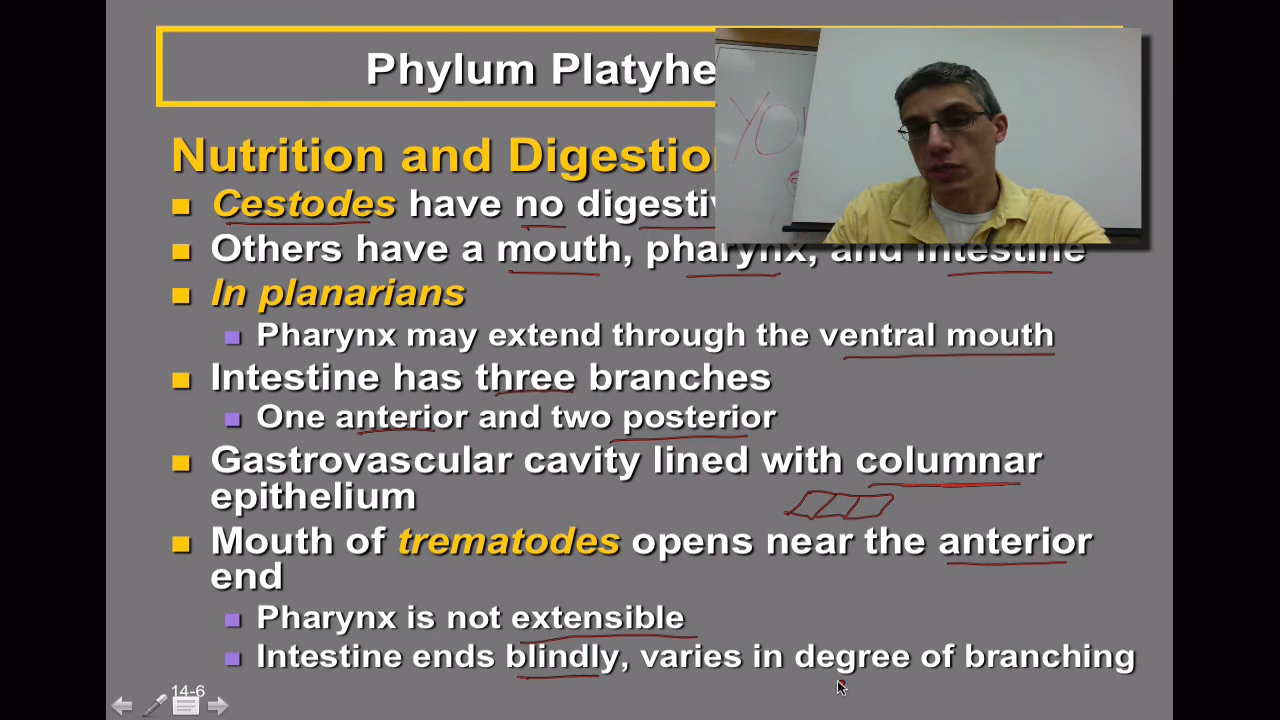 Phylum Platyhe
Nutrition and Digestio
Cestodes have no digestiv
Others have a mouth, pharynx, and intestine
In planarians
Pharynx may extend through the ventral mouth
Intestine has three branches
One anterior and two posterior
Gastrovascular cavity lined with columnar
epithelium
Mouth of trematodes opens near the anterior
end
Pharynx is not extensible
Intestine ends blindly, varies in degree of branching
14-6
YO